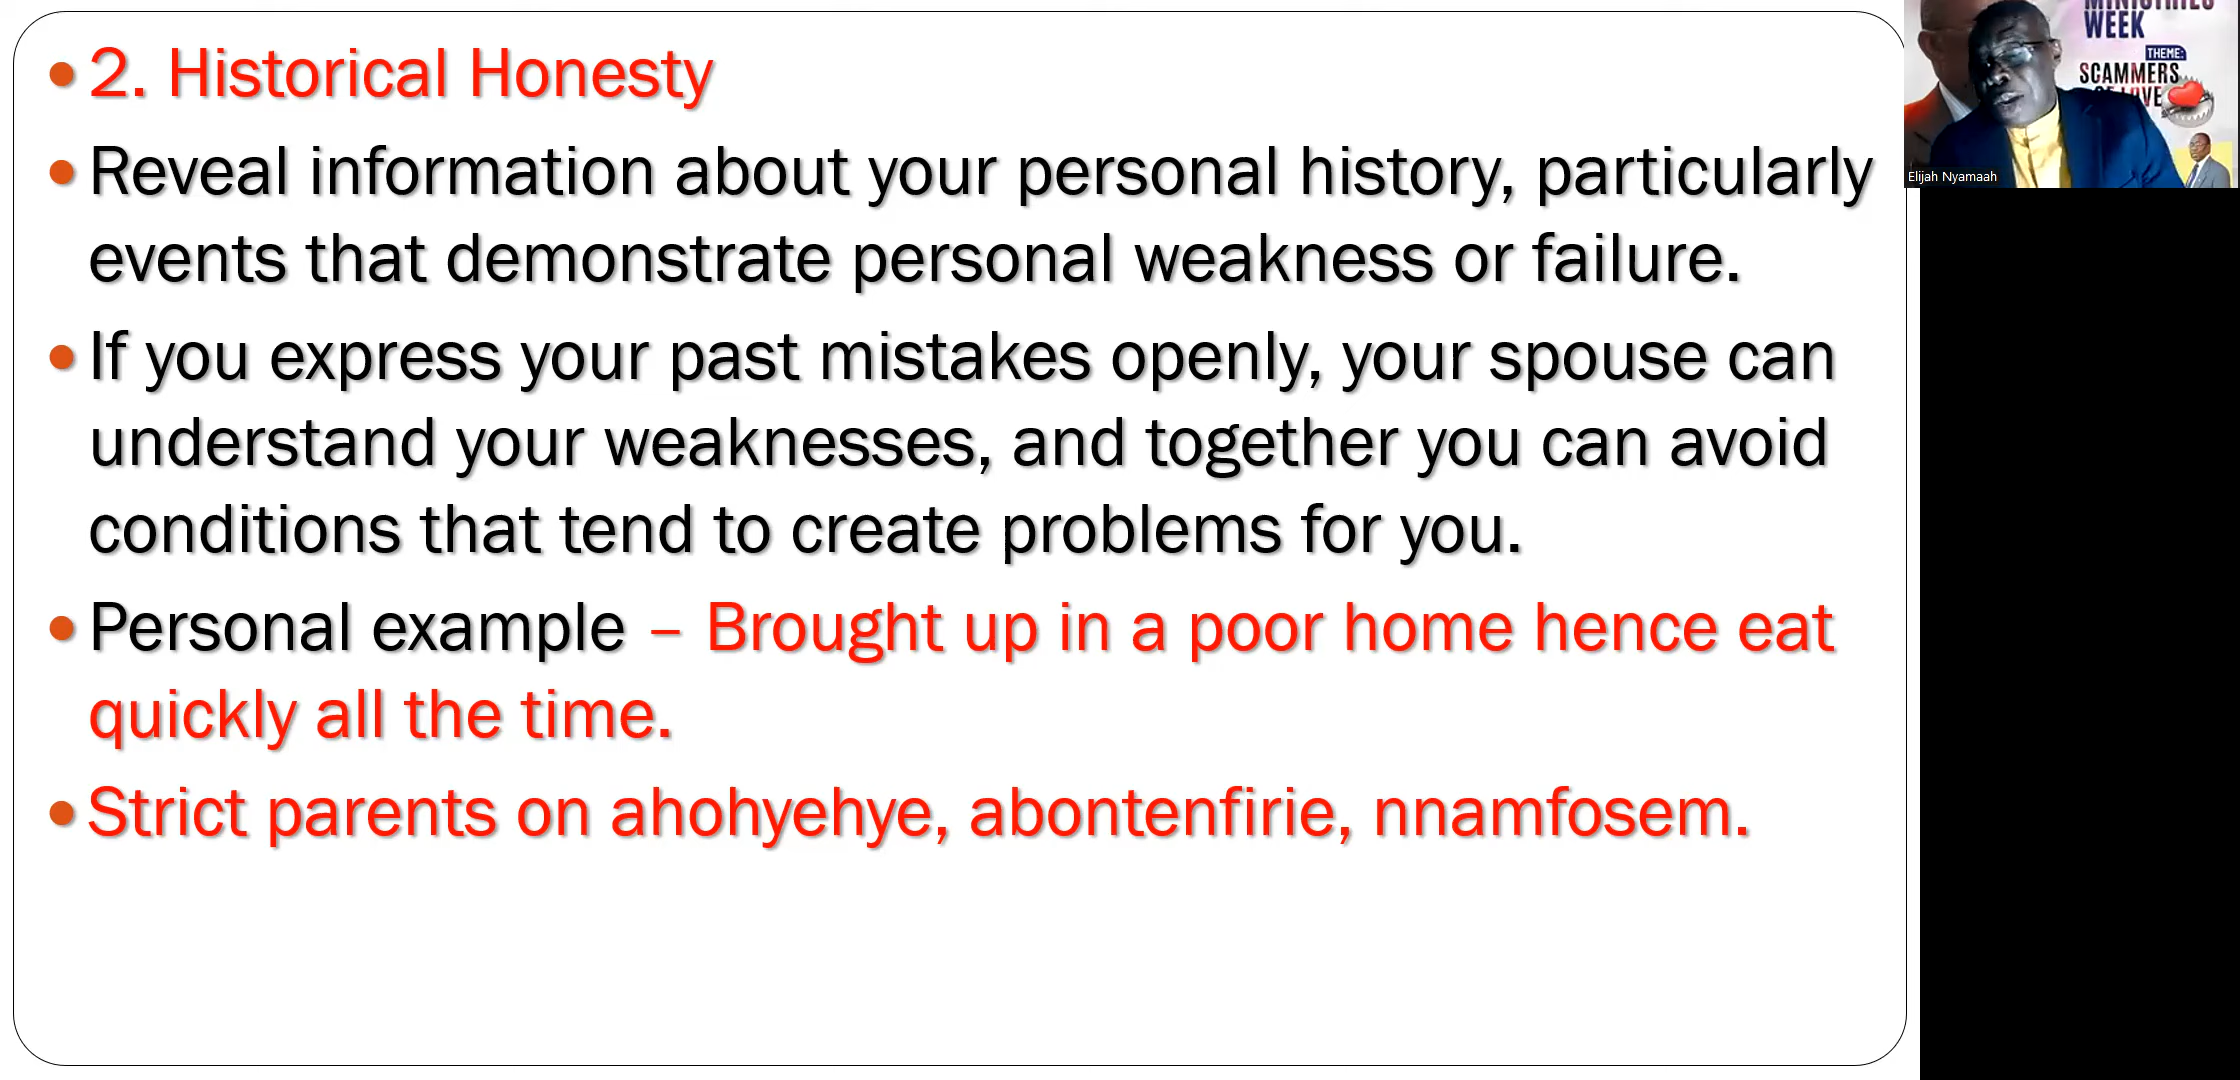 2. Historical Honesty
Reveal information about your personal history, particularly
events that demonstrate personal weakness or failure.
If you express your past mistakes openly, your spouse can
understand your weaknesses, and together you can avoid
conditions that tend to create problems for you.
Personal example – Brought up in a poor home hence eat
quickly all the time.
Strict parents on ahohyehye, abontenfirie, nnamfosem.
MINISTRIES
WEEK
THEME:
SCAMMERS
Elijah Nyamaah